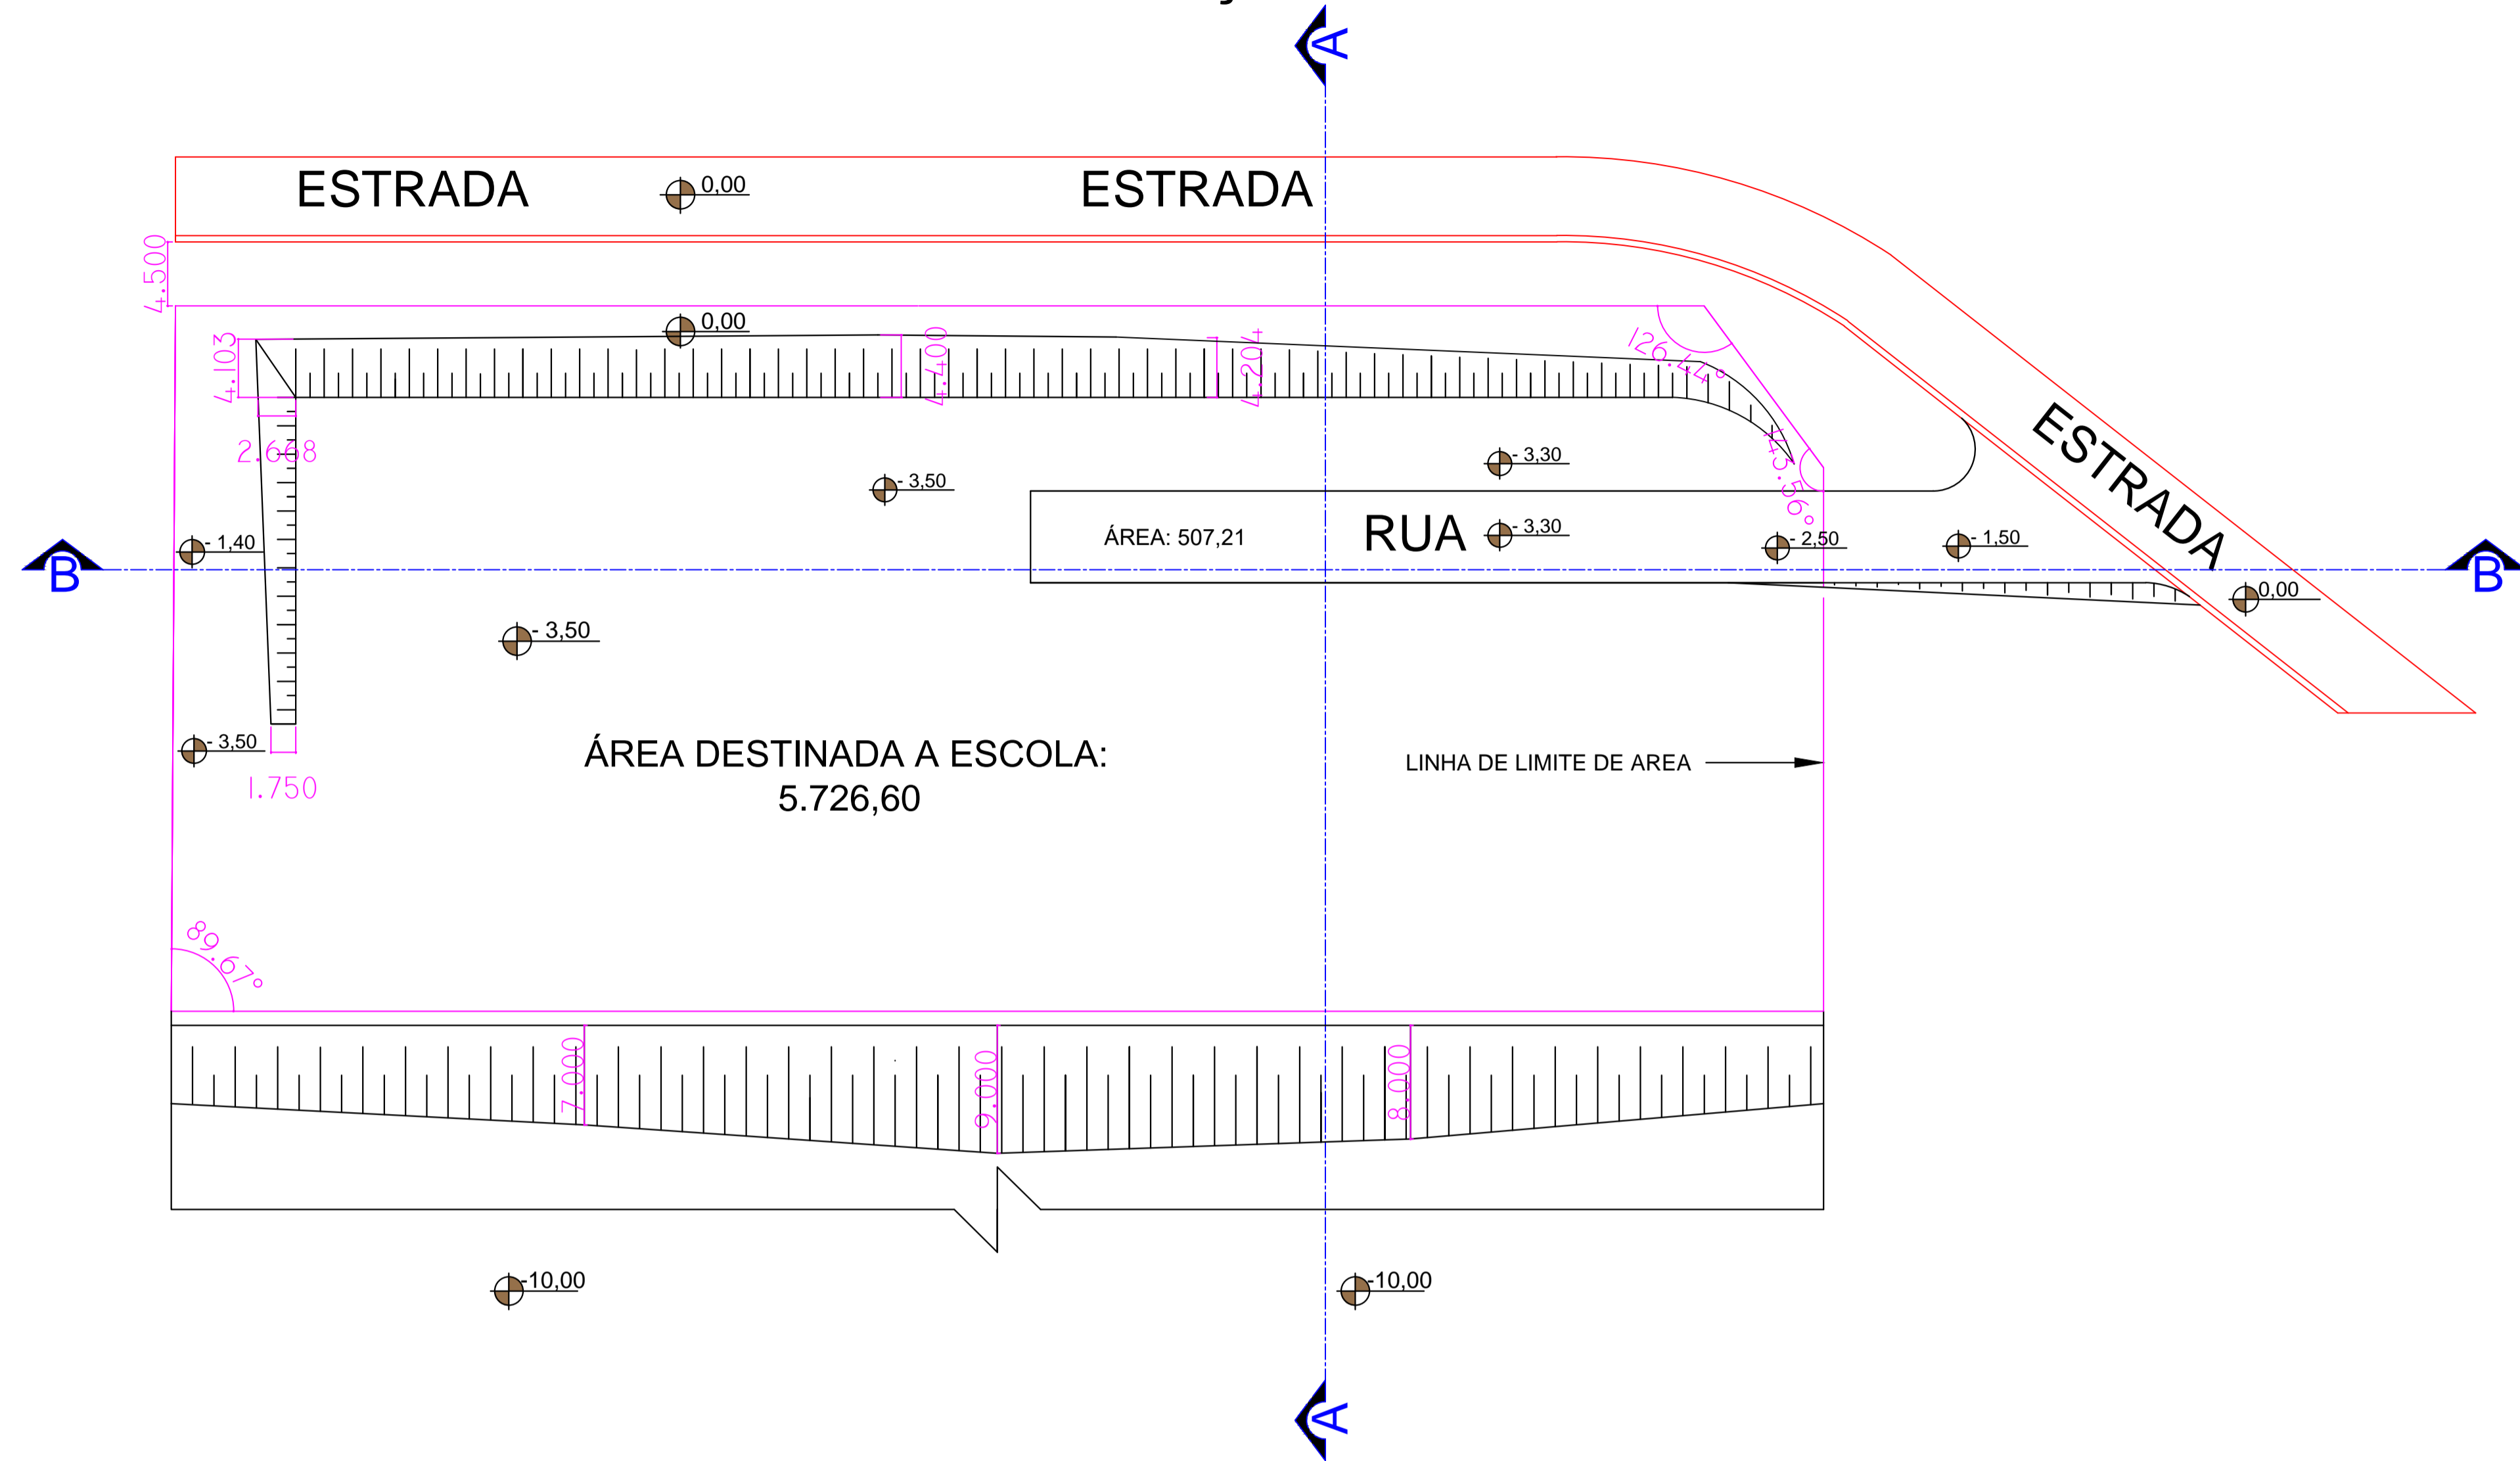 A
ESTRADA
0,00
ESTRADA
4.500
0,00
4.103
4.400
4.204
126.44°
2.668
- 3,50
- 3,30
143.56°
ESTRADA
- 1,40
ÁREA: 507,21
RUA
- 3,30
- 2,50
- 1,50
B
B
0,00
- 3,50
- 3,50
ÁREA DESTINADA A ESCOLA:
5.726,60
LINHA DE LIMITE DE AREA
1.750
89.67°
7.000
9.000
8.000
-10,00
-10,00
A